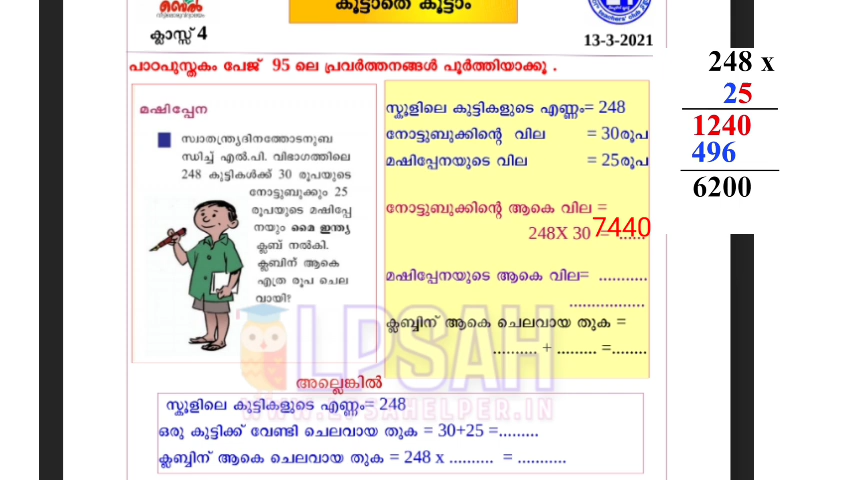 കൂട്ടാതെ കൂട്ടാം
ക്ലാസ്സ് 4
13-3-2021
പാഠപുസ്തകം പേജ് 95 ലെ പ്രവർത്തനങ്ങൾ പൂർത്തിയാക്കൂ .
മഷിപ്പേന
സ്വാതന്ത്ര്യദിനത്തോടനുബ
ന്ധിച്ച് എൽ.പി. വിഭാഗത്തിലെ
248 കുട്ടികൾക്ക് 30 രൂപയുടെ
നോട്ടുബുക്കും 25
രൂപയുടെ മഷിപ്പേ
നയും മൈ ഇന്ത്യ
ക്ലബ് നൽകി.
ക്ലബിന് ആകെ
എത്ര രൂപ ചെല
വായി?
സ്കൂളിലെ കുട്ടികളുടെ എണ്ണം= 248
നോട്ടുബുക്കിന്റെ വില = 30രൂപ
മഷിപേനയുടെ വില = 25രൂപ
നോട്ടുബുക്കിന്റെ ആകെ വില =
248X 30 = ......
7440
മഷിപേനയുടെ ആകെ വില= ...........
.................
ക്ലബ്ബിന് ആകെ ചെലവായ തുക =
.......... + ......... =........
248 x
25
1240
496
6200
അല്ലെങ്കിൽ
സ്കൂളിലെ കുട്ടികളുടെ എണ്ണം= 248
ഒരു കുട്ടിക്ക് വേണ്ടി ചെലവായ തുക = 30+25 =.........
ക്ലബ്ബിന് ആകെ ചെലവായ തുക = 248 x .......... = ...........
LPSAH
WWW.LPSAHELPER.IN